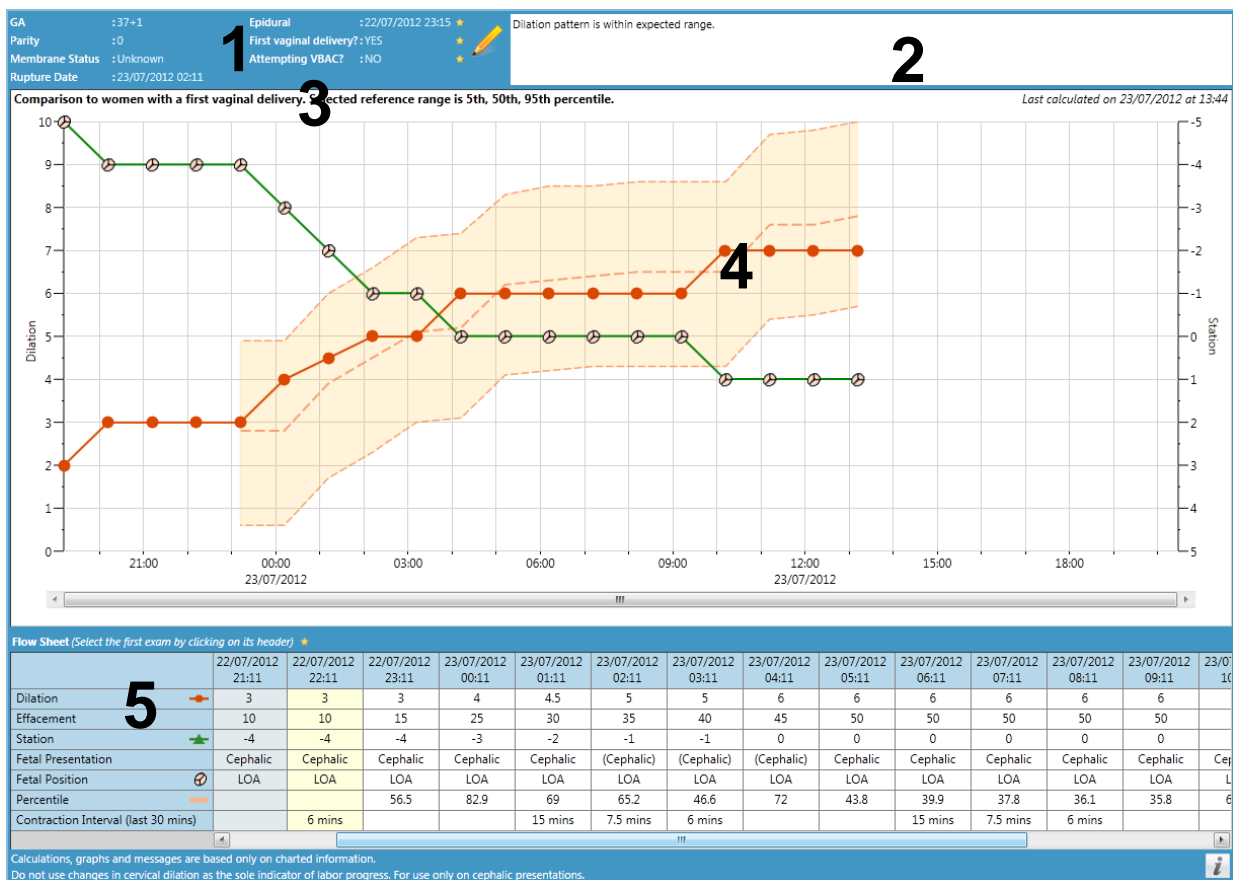 GA :37+1 Epidural :22/07/2012 23:15
Parity :0 First vaginal delivery? :YES
Membrane Status :Unknown Attempting VBAC? :NO
Rupture Date :23/07/2012 02:11
1
Dilation pattern is within expected range.
2
Comparison to women with a first vaginal delivery. Selected reference range is 5th, 50th, 95th percentile.
3
Last calculated on 23/07/2012 at 13:44
10 -5
9 -4
8 -3
7 -2
4
6 -1
5 0
4 1
3 2
2 3
1 4
0 5
Dilation
Station
21:00 00:00 03:00 06:00 09:00 12:00 15:00 18:00
23/07/2012 23/07/2012
Flow Sheet (Select the first exam by clicking on its header)
22/07/2012 22/07/2012 22/07/2012 23/07/2012 23/07/2012 23/07/2012 23/07/2012 23/07/2012 23/07/2012 23/07/2012 23/07/2012 23/07/2012 23/07/2012 23/07
21:11 22:11 23:11 00:11 01:11 02:11 03:11 04:11 05:11 06:11 07:11 08:11 09:11 10
Dilation 3 3 3 4 4.5 5 5 6 6 6 6 6 6
5
Effacement 10 10 15 25 30 35 40 45 50 50 50 50 50
Station -4 -4 -4 -3 -2 -1 -1 0 0 0 0 0 0
Fetal Presentation Cephalic Cephalic Cephalic Cephalic Cephalic (Cephalic) (Cephalic) (Cephalic) Cephalic Cephalic Cephalic Cephalic Cephalic Cep
Fetal Position LOA LOA LOA LOA LOA LOA LOA LOA LOA LOA LOA LOA LOA L
Percentile 56.5 82.9 69 65.2 46.6 72 43.8 39.9 37.8 36.1 35.8 6
Contraction Interval (last 30 mins) 6 mins 15 mins 7.5 mins 6 mins 15 mins 7.5 mins 6 mins
Calculations, graphs and messages are based only on charted information.
Do not use changes in cervical dilation as the sole indicator of labor progress. For use only on cephalic presentations.
i